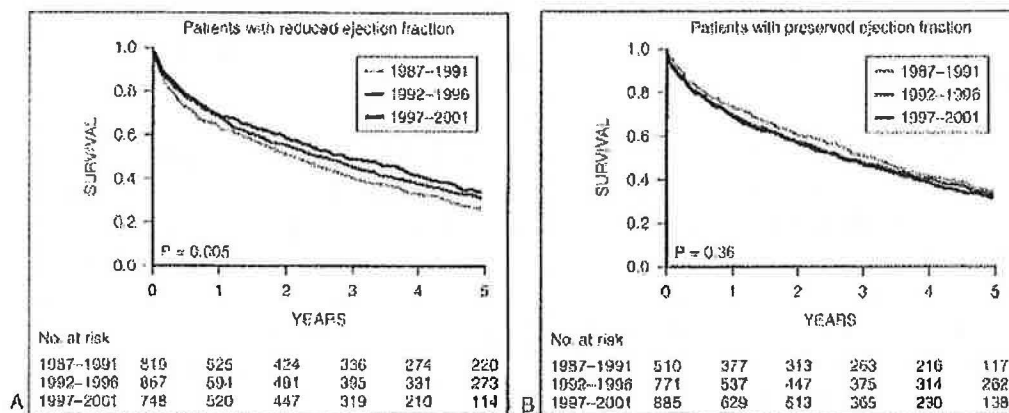 Patients with reduced ejection fraction
1.0
0.8
0.6
0.4
0.2
0.0
SURVIVAL
1987–1991
1992–1996
1997–2001
P = 0.005
0 1 2 3 4 5
YEARS
No. at risk
1987–1991 819 525 424 336 274 220
1992–1996 867 594 481 395 331 273
1997–2001 748 520 447 319 210 114
A
Patients with preserved ejection fraction
1.0
0.8
0.6
0.4
0.2
0.0
SURVIVAL
1987–1991
1992–1996
1997–2001
P = 0.36
0 1 2 3 4 5
YEARS
No. at risk
1987–1991 510 377 313 263 216 117
1992–1996 771 537 447 375 314 262
1997–2001 885 629 513 365 230 138
B